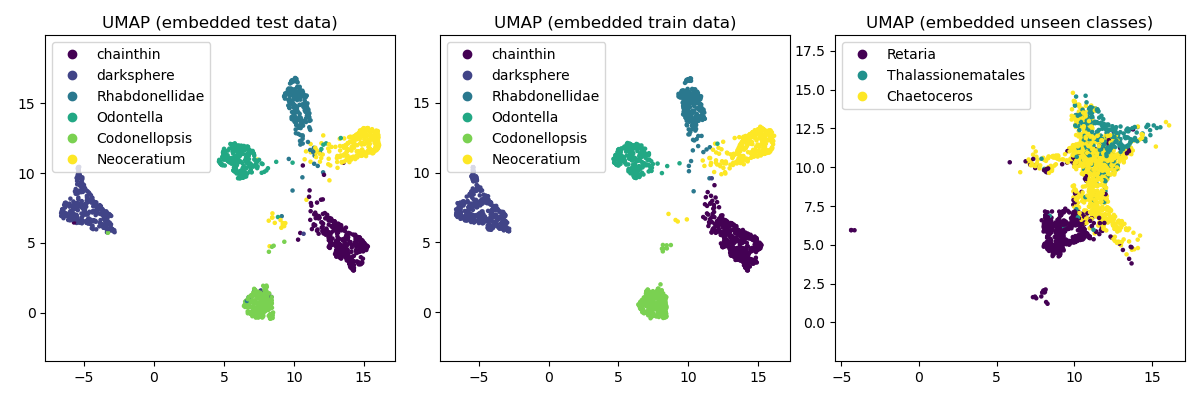 UMAP (embedded test data)
chainthin
darksphere
Rhabdonellidae
Odontella
Codonellopsis
Neoceratium
15
10
5
0
−5
0
5
10
15
UMAP (embedded train data)
chainthin
darksphere
Rhabdonellidae
Odontella
Codonellopsis
Neoceratium
15
10
5
0
−5
0
5
10
15
UMAP (embedded unseen classes)
Retaria
Thalassionematales
Chaetoceros
17.5
15.0
12.5
10.0
7.5
5.0
2.5
0.0
−5
0
5
10
15